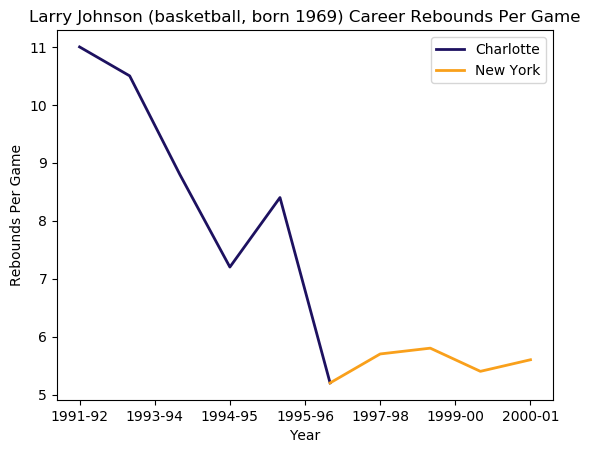 Larry Johnson (basketball, born 1969) Career Rebounds Per Game
Charlotte
New York
Rebounds Per Game
11
10
9
8
7
6
5
1991-92 1993-94 1994-95 1995-96 1997-98 1999-00 2000-01
Year